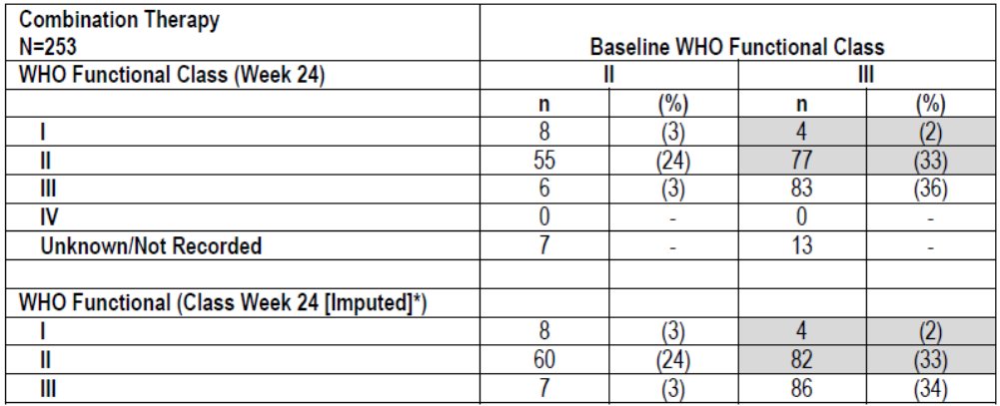 Combination Therapy
N=253 Baseline WHO Functional Class
WHO Functional Class (Week 24) II III
n (%) n (%)
I 8 (3) 4 (2)
II 55 (24) 77 (33)
III 6 (3) 83 (36)
IV 0 - 0 -
Unknown/Not Recorded 7 - 13 -
WHO Functional (Class Week 24 [Imputed]*)
I 8 (3) 4 (2)
II 60 (24) 82 (33)
III 7 (3) 86 (34)